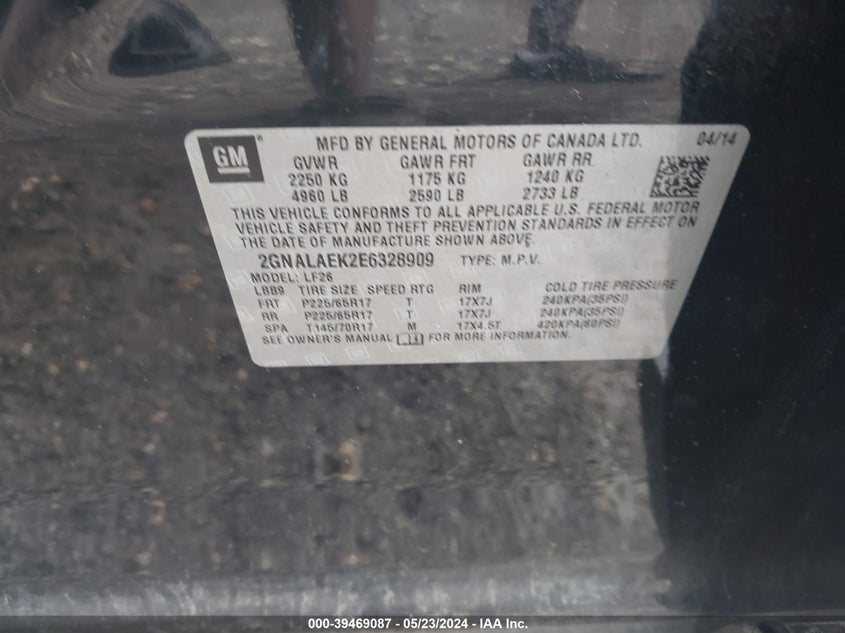 GM ®
MFD BY GENERAL MOTORS OF CANADA LTD. 04/14
GVWR GAWR FRT GAWR RR
2250 KG 1175 KG 1240 KG
4960 LB 2590 LB 2733 LB
THIS VEHICLE CONFORMS TO ALL APPLICABLE U.S. FEDERAL MOTOR
VEHICLE SAFETY AND THEFT PREVENTION STANDARDS IN EFFECT ON
THE DATE OF MANUFACTURE SHOWN ABOVE.
2GNALAEK2E6328909 TYPE: M.P.V.
MODEL: LF26
LBB9 TIRE SIZE SPEED RTG RIM COLD TIRE PRESSURE
FRT P225/65R17 T 17X7J 240KPA(35PSI)
RR P225/65R17 T 17X7J 240KPA(35PSI)
SPA T145/70R17 M 17X4.5T 420KPA(60PSI)
SEE OWNER'S MANUAL FOR MORE INFORMATION.
000-39469087 - 05/23/2024 - IAA Inc.